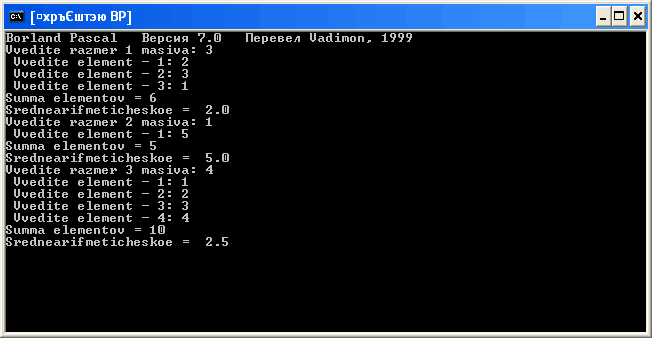 [¤хръЄштэю BP]
Borland Pascal   Версия 7.0   Перевел Vadimon, 1999
Vvedite razmer 1 masiva: 3
 Vvedite element - 1: 2
 Vvedite element - 2: 3
 Vvedite element - 3: 1
Summa elementov = 6
Srednearifmeticheskoe =  2.0
Vvedite razmer 2 masiva: 1
 Vvedite element - 1: 5
Summa elementov = 5
Srednearifmeticheskoe =  5.0
Vvedite razmer 3 masiva: 4
 Vvedite element - 1: 1
 Vvedite element - 2: 2
 Vvedite element - 3: 3
 Vvedite element - 4: 4
Summa elementov = 10
Srednearifmeticheskoe =  2.5